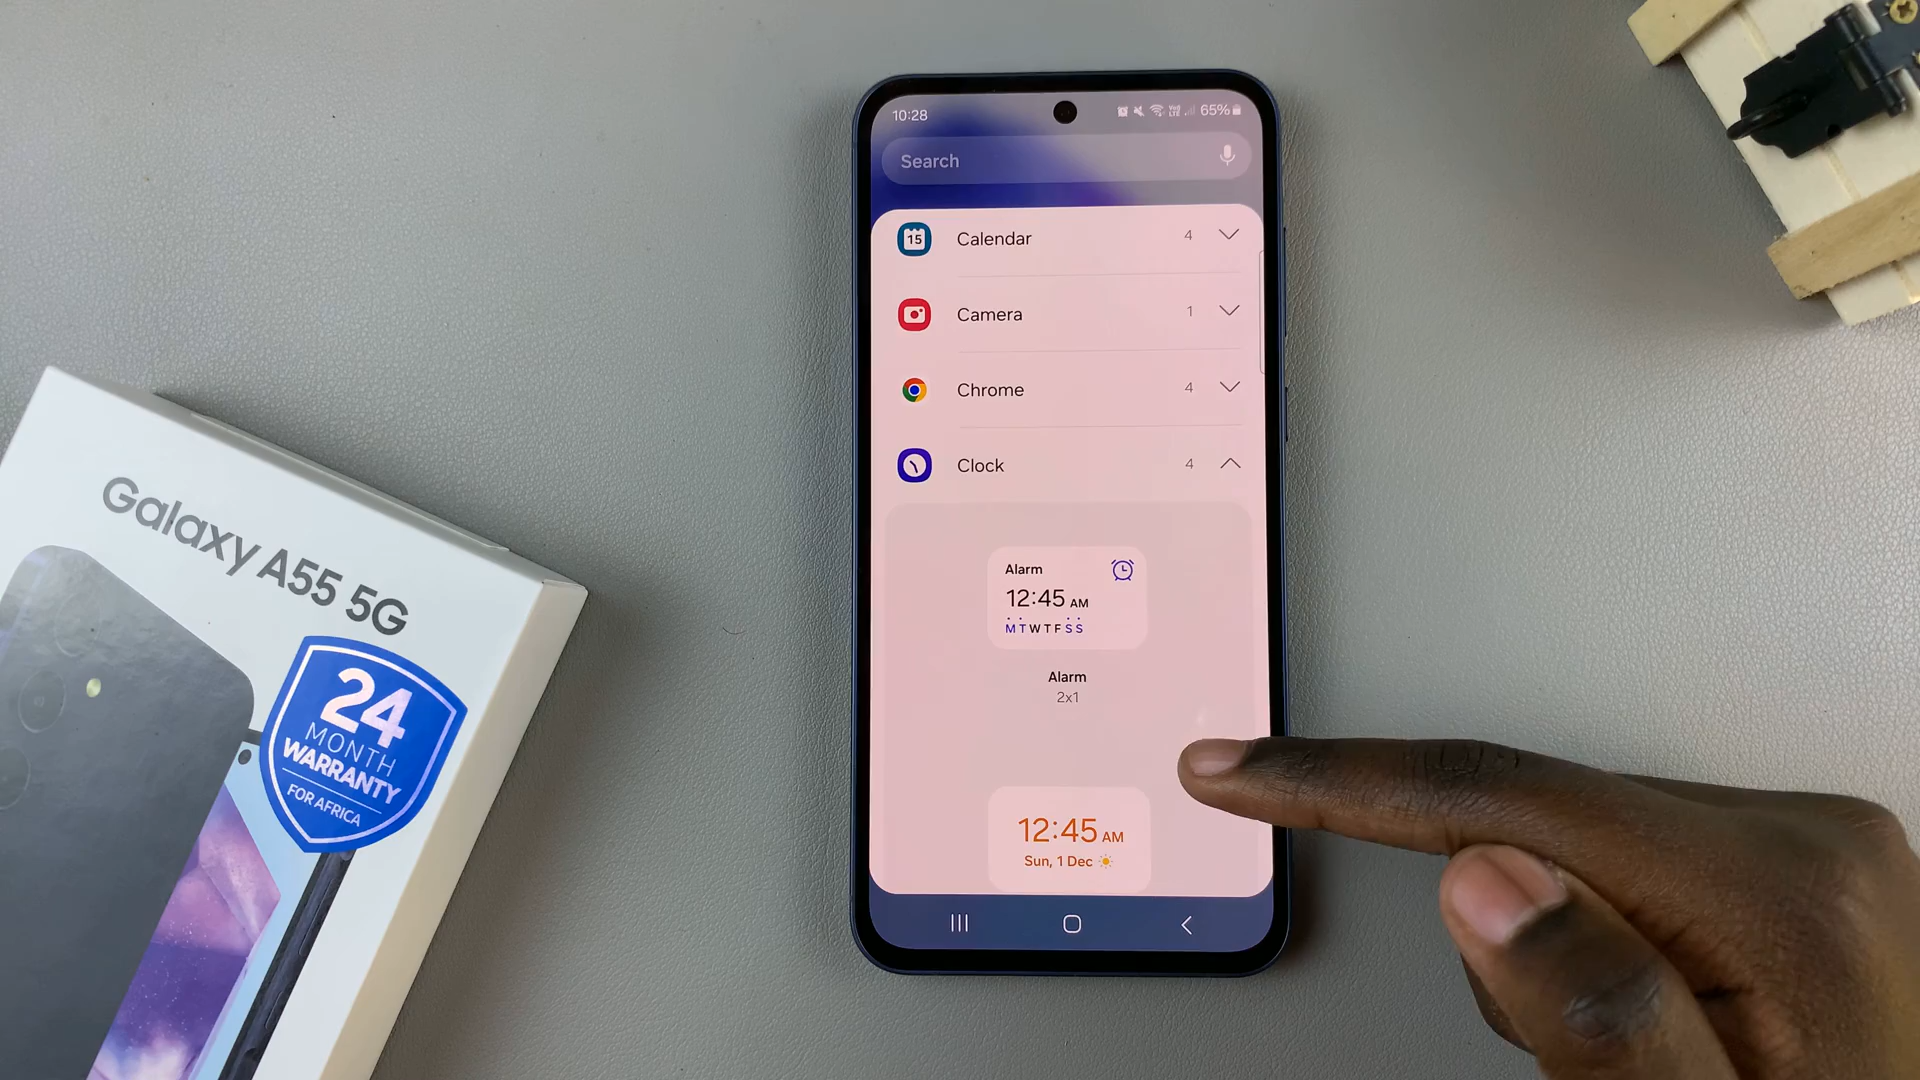 10:28
65%
Search
15
Calendar
4
Camera
1
Chrome
4
Clock
4
Alarm
12:45 AM
M T W T F S S
Alarm
2x1
12:45 AM
Sun, 1 Dec
Galaxy A55 5G
24
MONTH
WARRANTY
FOR AFRICA